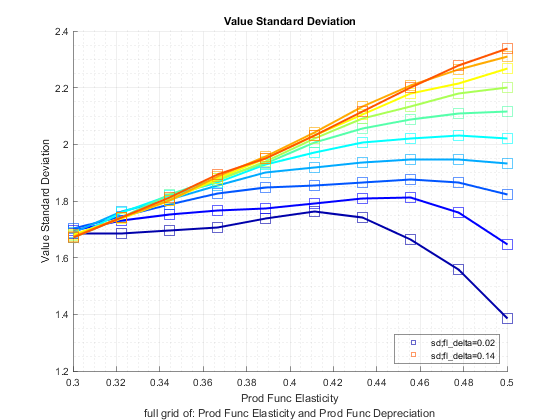 Value Standard Deviation
Value Standard Deviation
2.4
2.2
2
1.8
1.6
1.4
1.2
0.3 0.32 0.34 0.36 0.38 0.4 0.42 0.44 0.46 0.48 0.5
sd;fl_delta=0.02
sd;fl_delta=0.14
Prod Func Elasticity
full grid of: Prod Func Elasticity and Prod Func Depreciation